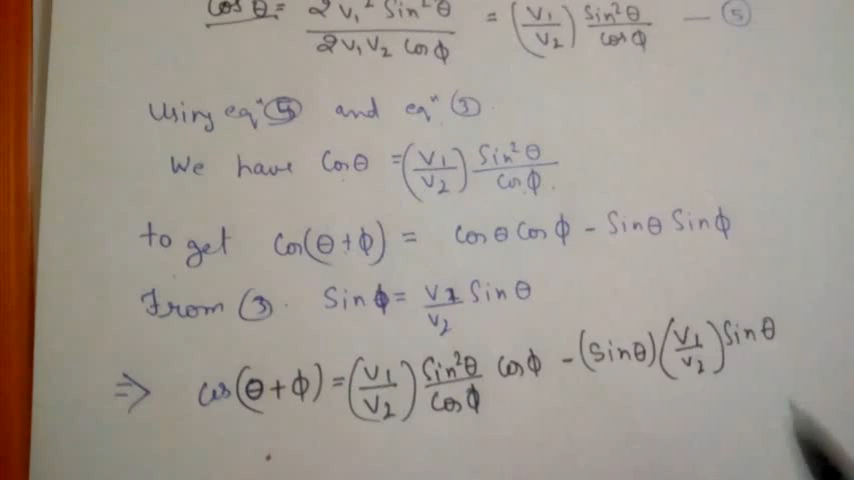 Cos θ = 2v₁² Sin²θ / 2v₁v₂ Cos ϕ = (v₁/v₂) Sin²θ / Cos ϕ — ⑤
Using eqⁿ ⑤ and eqⁿ ③
We have Cos θ = (v₁/v₂) Sin²θ / Cos ϕ.
to get Cos(θ+ϕ) = Cos θ Cos ϕ - Sin θ Sin ϕ
From ③. Sin ϕ = v₁/v₂ Sin θ
⇒ Cos(θ+ϕ) = (v₁/v₂) Sin²θ / Cos ϕ Cos ϕ - (Sin θ)(v₁/v₂) Sin θ